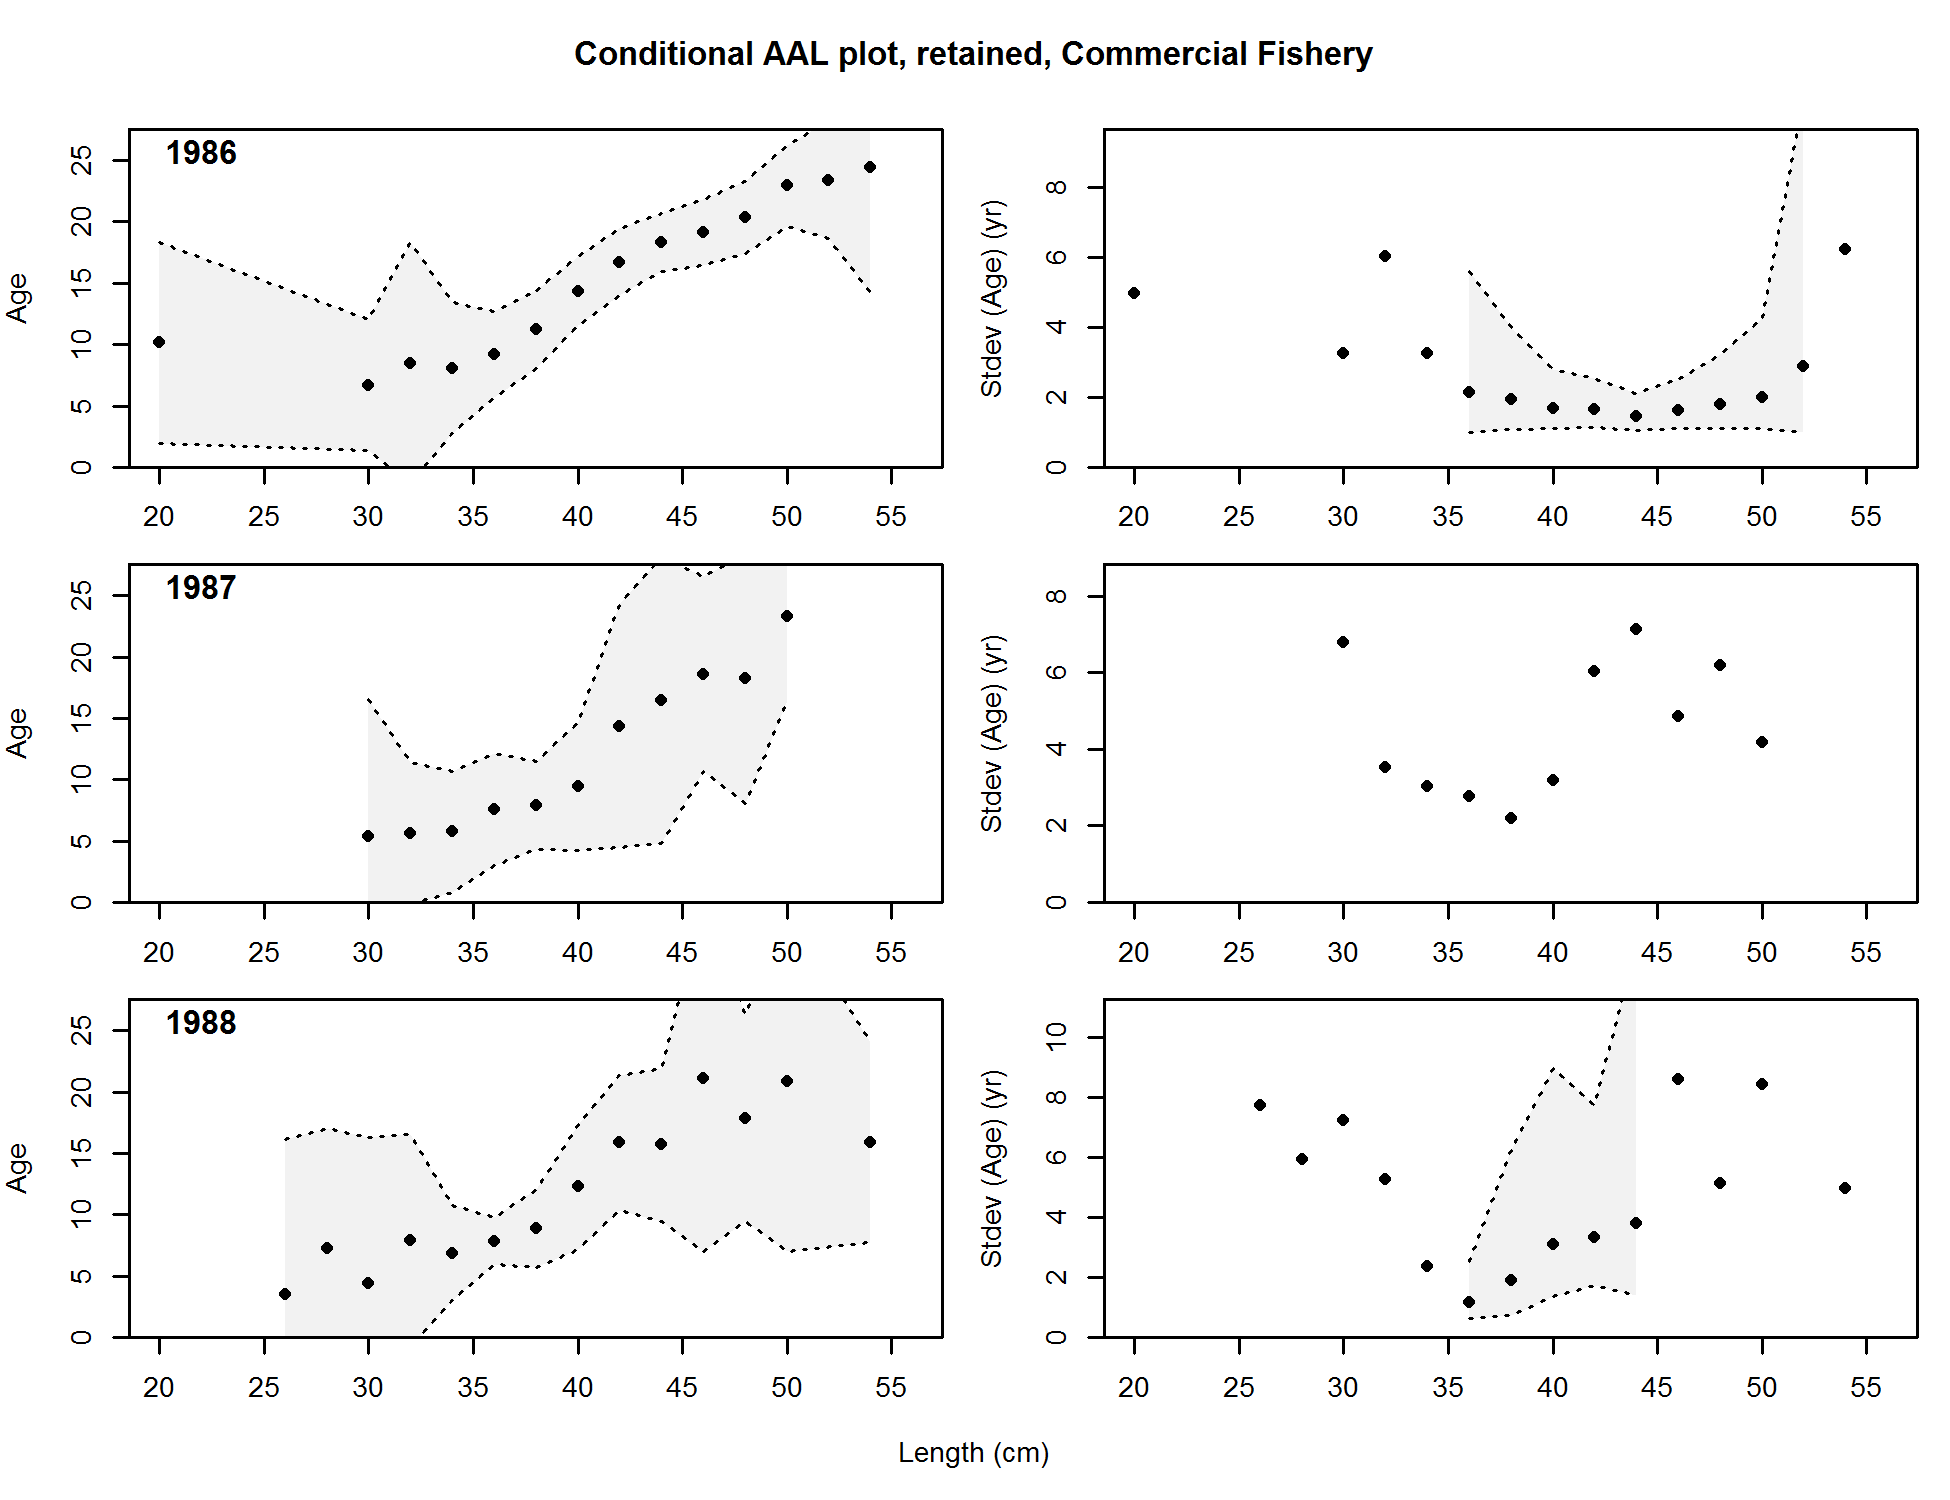 Conditional AAL plot, retained, Commercial Fishery
1986
Age
0 5 10 15 20 25
20 25 30 35 40 45 50 55
Stdev (Age) (yr)
0 2 4 6 8
20 25 30 35 40 45 50 55
1987
Age
0 5 10 15 20 25
20 25 30 35 40 45 50 55
Stdev (Age) (yr)
0 2 4 6 8
20 25 30 35 40 45 50 55
1988
Age
0 5 10 15 20 25
20 25 30 35 40 45 50 55
Stdev (Age) (yr)
0 2 4 6 8 10
20 25 30 35 40 45 50 55
Length (cm)